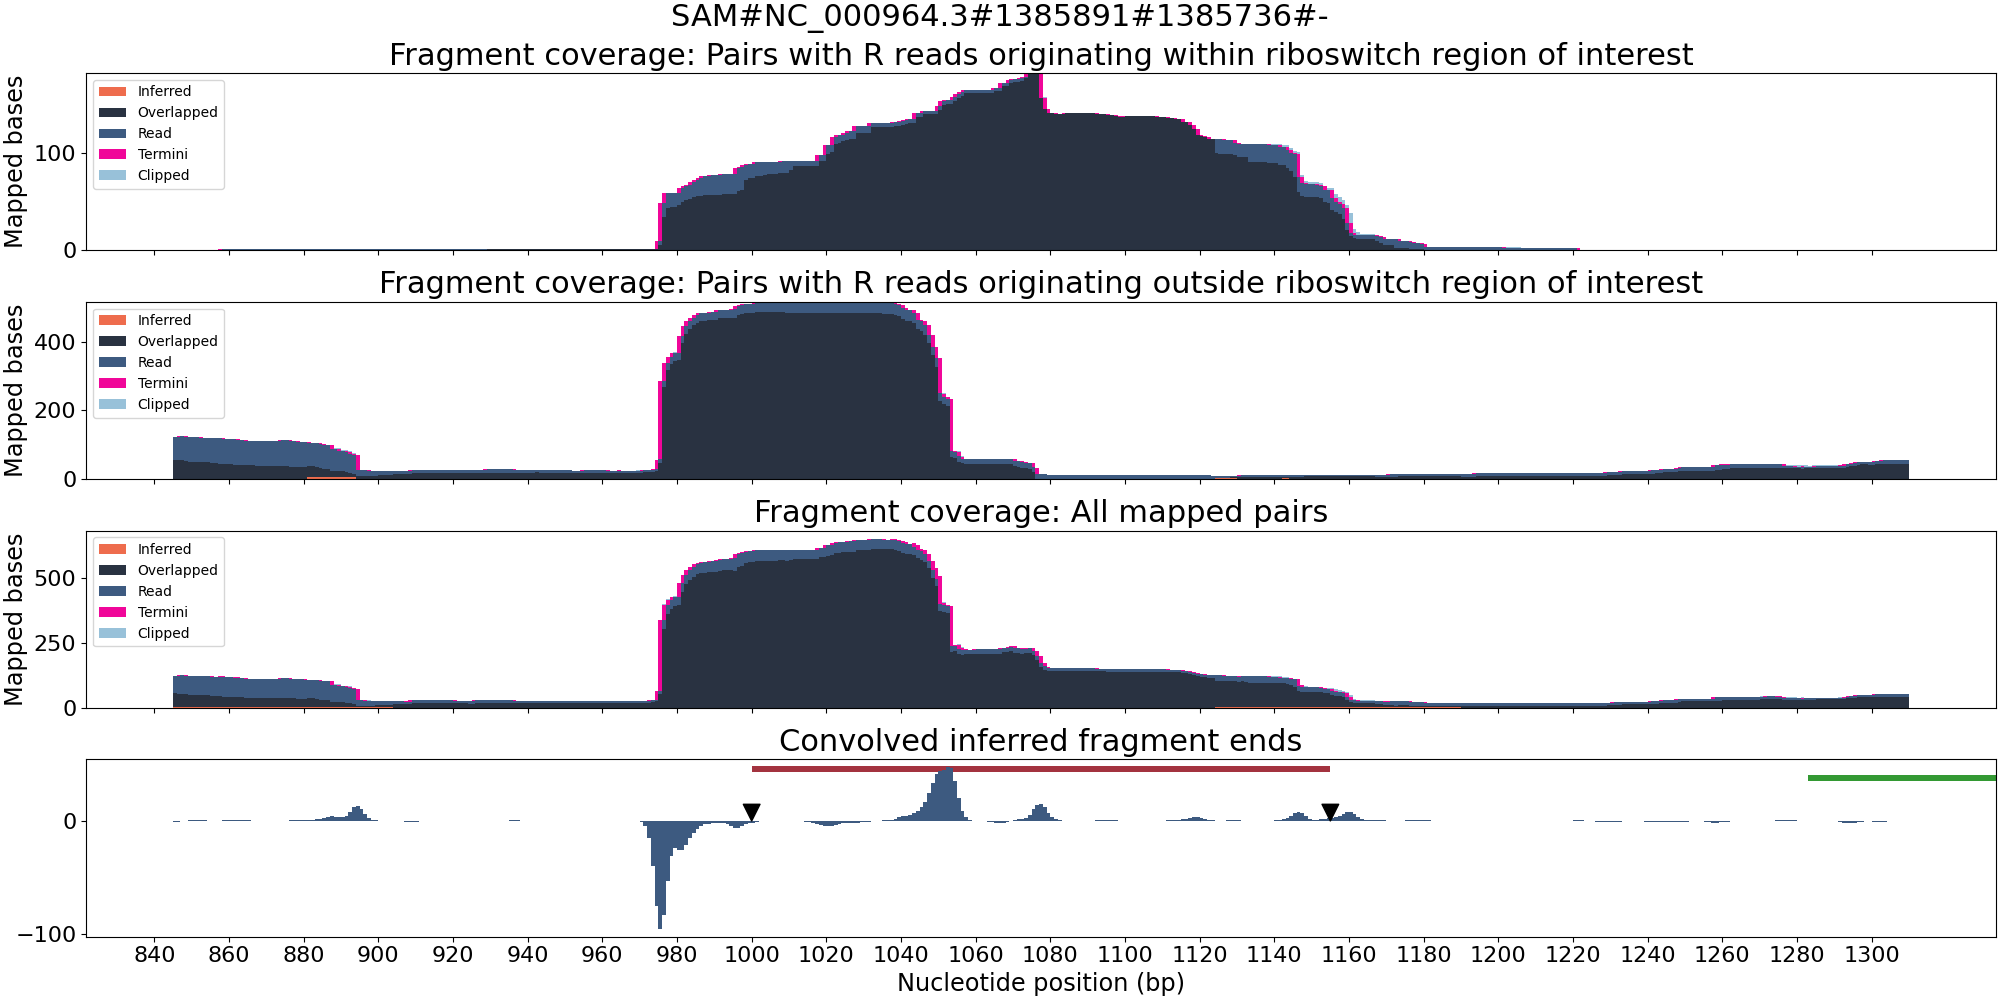 SAM#NC_000964.3#1385891#1385736#-
Fragment coverage: Pairs with R reads originating within riboswitch region of interest
Mapped bases
100
0
Inferred
Overlapped
Read
Termini
Clipped
Fragment coverage: Pairs with R reads originating outside riboswitch region of interest
Mapped bases
400
200
0
Inferred
Overlapped
Read
Termini
Clipped
Fragment coverage: All mapped pairs
Mapped bases
500
250
0
Inferred
Overlapped
Read
Termini
Clipped
Convolved inferred fragment ends
0
−100
840 860 880 900 920 940 960 980 1000 1020 1040 1060 1080 1100 1120 1140 1160 1180 1200 1220 1240 1260 1280 1300
Nucleotide position (bp)